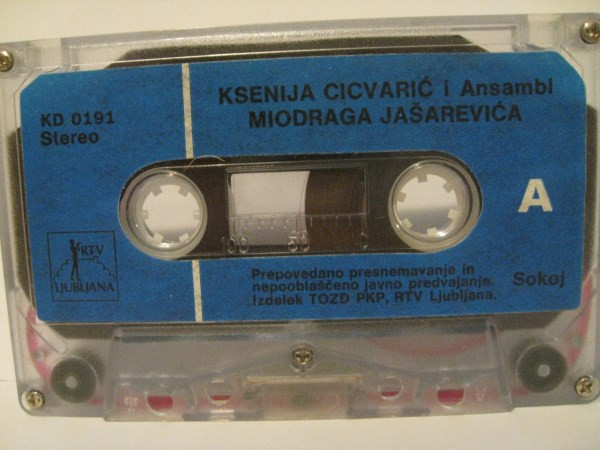 KD 0191
Stereo
KSENIJA CICVARIĆ i Ansambl
MIODRAGA JAŠAREVIĆA
A
100 50
RTV
LJUBLJANA
Prepovedano presnemavanje in
nepooblaščeno javno predvajanje.
Izdelek TOZD PKP, RTV Ljubljana.
Sokoj